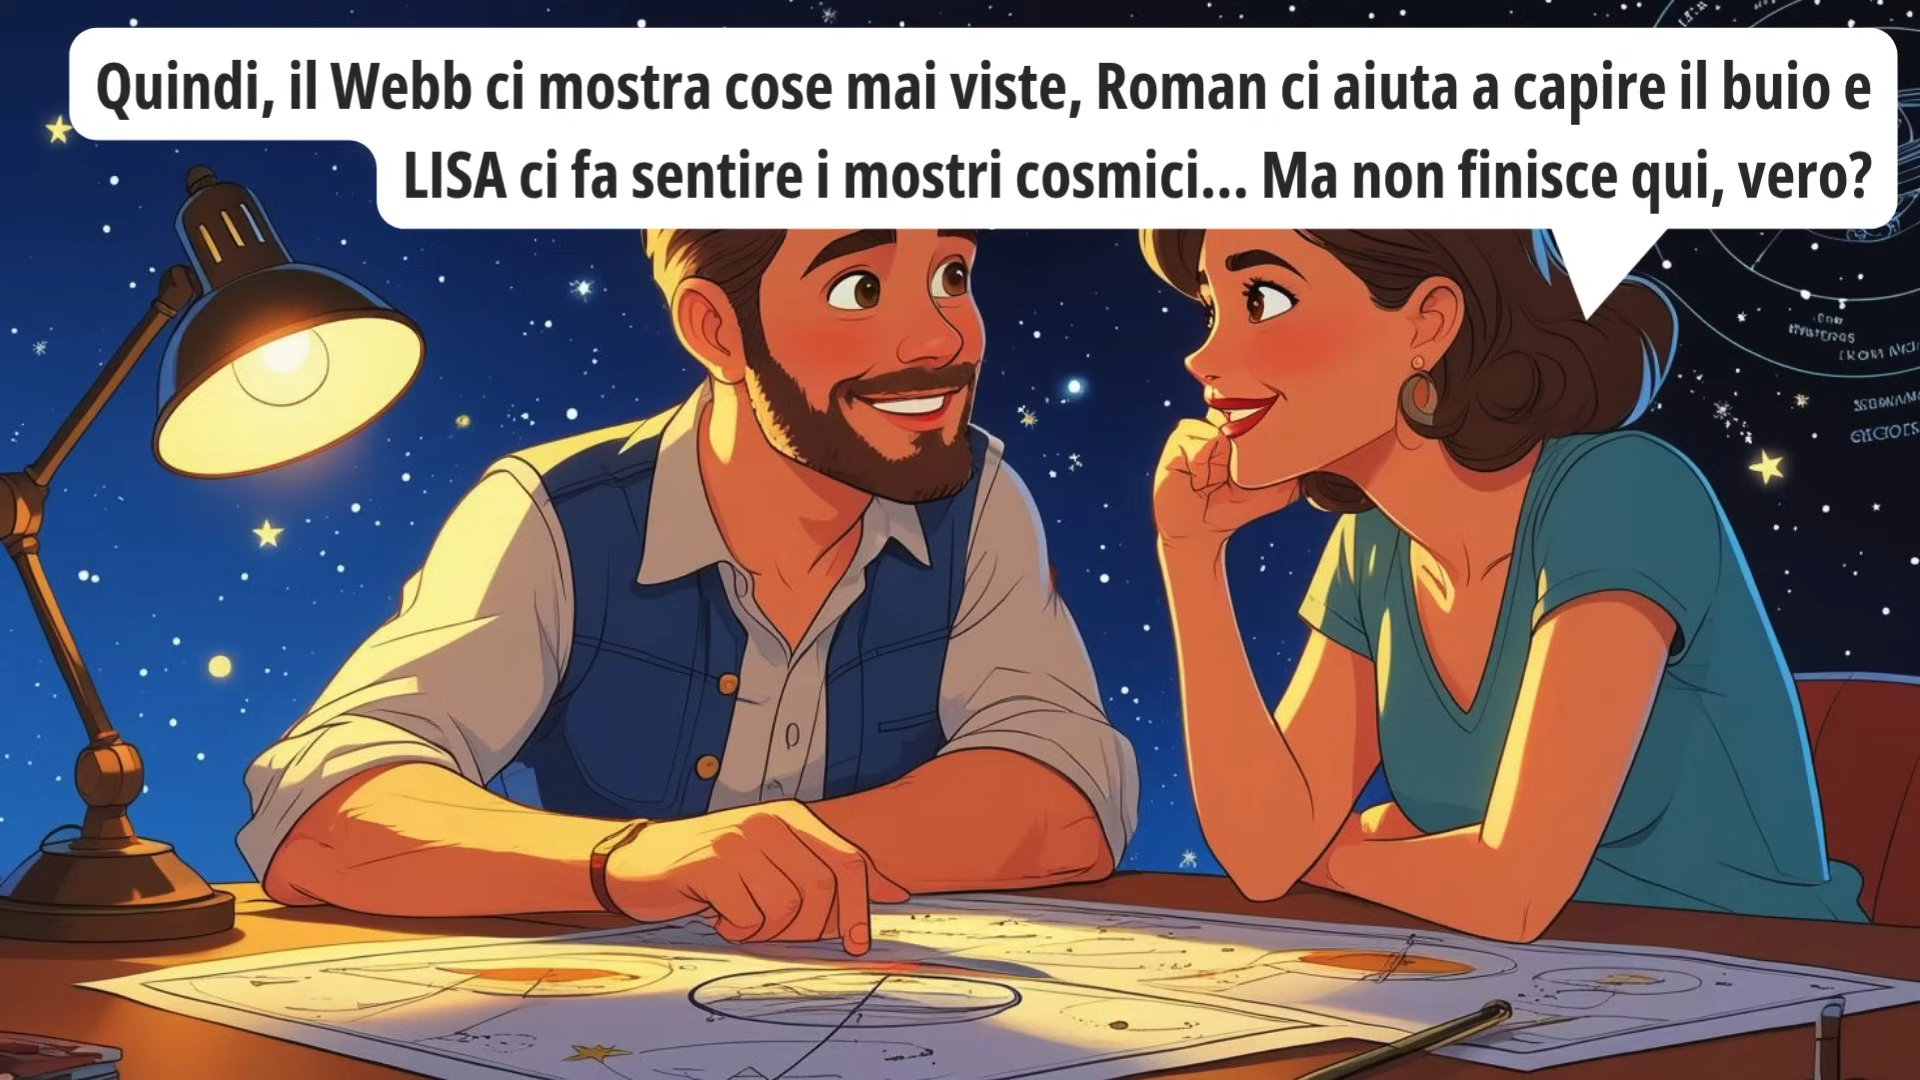 Quindi, il Webb ci mostra cose mai viste, Roman ci aiuta a capire il buio e
LISA ci fa sentire i mostri cosmici... Ma non finisce qui, vero?